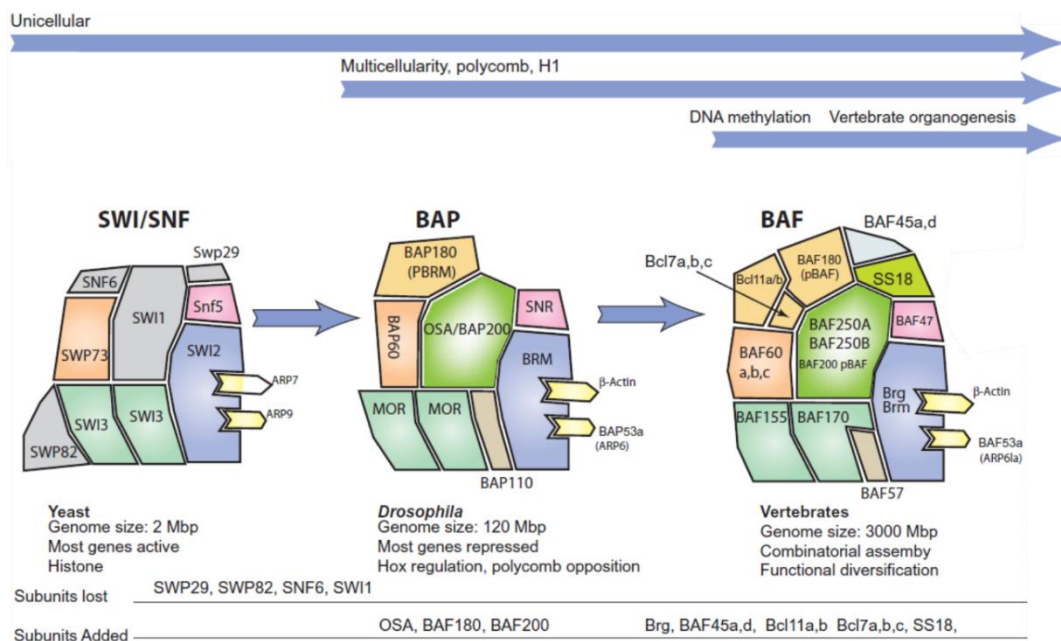 Unicellular
Multicellularity, polycomb, H1
DNA methylation Vertebrate organogenesis
SWI/SNF
Swp29
SNF6
SWI1
Snf5
SWP73
SWI2
ARP7
ARP9
SWI3
SWI3
SWP82
BAP
BAP180
(PBRM)
BAP60
OSA/BAP200
SNR
BRM
β-Actin
BAP53a
(ARP6)
MOR
MOR
BAP110
BAF
BAF45a,d
Bcl7a,b,c
Bcl11a/b
BAF180
(pBAF)
SS18
BAF47
BAF60
a,b,c
BAF250A
BAF250B
BAF200 pBAF
Brg
Brm
β-Actin
BAF53a
(ARP6la)
BAF155
BAF170
BAF57
Yeast
Genome size: 2 Mbp
Most genes active
Histone
Drosophila
Genome size: 120 Mbp
Most genes repressed
Hox regulation, polycomb opposition
Vertebrates
Genome size: 3000 Mbp
Combinatorial assemby
Functional diversification
Subunits lost SWP29, SWP82, SNF6, SWI1
Subunits Added OSA, BAF180, BAF200 Brg, BAF45a,d, Bcl11a,b Bcl7a,b,c, SS18,